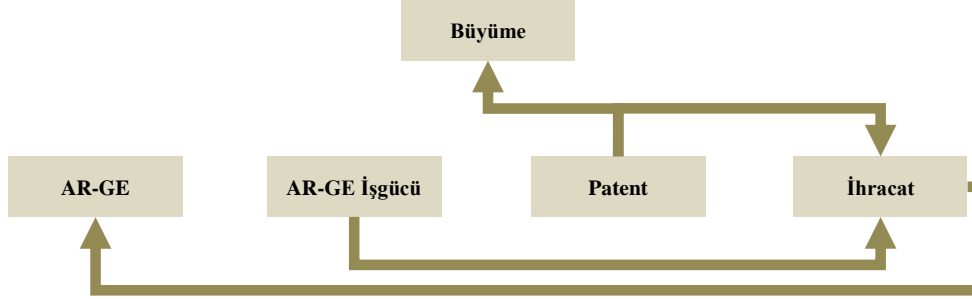 Büyüme
AR-GE
AR-GE İşgücü
Patent
İhracat